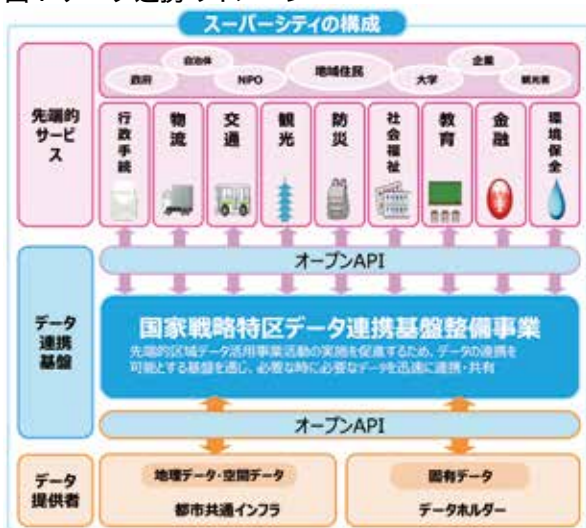 スーパーシティの構成
政府
自治体
NPO
地域住民
大学
企業
観光客
先端的
サービ
ス
行政手続
物流
交通
観光
防災
社会福祉
教育
金融
環境保全
オープンAPI
データ
連携
基盤
国家戦略特区データ連携基盤整備事業
先端的区域データ活用事業活動の実施を促進するため、データの連携を
可能とする基盤を通じ、必要な時に必要なデータを迅速に連携・共有
オープンAPI
データ
提供者
地理データ・空間データ
都市共通インフラ
固有データ
データホルダー